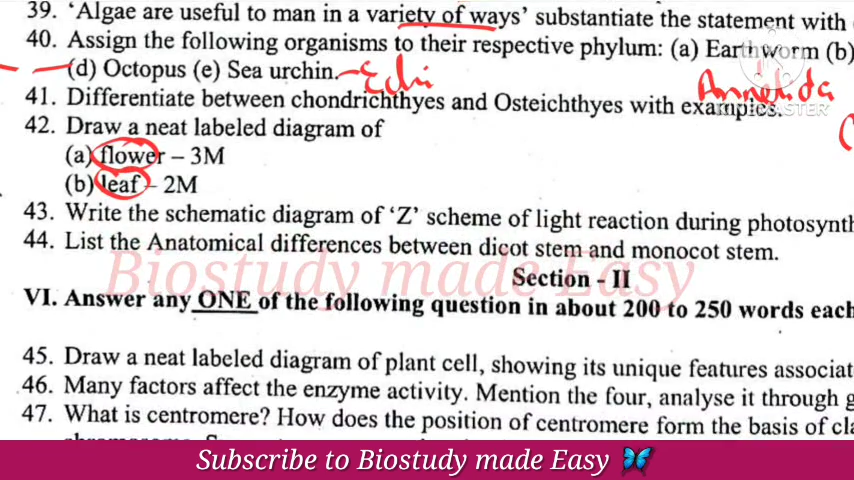 39. ‘Algae are useful to man in a variety of ways’ substantiate the statement with
40. Assign the following organisms to their respective phylum: (a) Earthworm (b)
(d) Octopus (e) Sea urchin. - Echi
Annelida
41. Differentiate between chondrichthyes and Osteichthyes with examples.
42. Draw a neat labeled diagram of
(a) flower – 3M
(b) leaf – 2M
43. Write the schematic diagram of ‘Z’ scheme of light reaction during photosynth
44. List the Anatomical differences between dicot stem and monocot stem.
Biostudy made Easy
Section - II
VI. Answer any ONE of the following question in about 200 to 250 words each
45. Draw a neat labeled diagram of plant cell, showing its unique features associat
46. Many factors affect the enzyme activity. Mention the four, analyse it through g
47. What is centromere? How does the position of centromere form the basis of cla
Subscribe to Biostudy made Easy 🦋